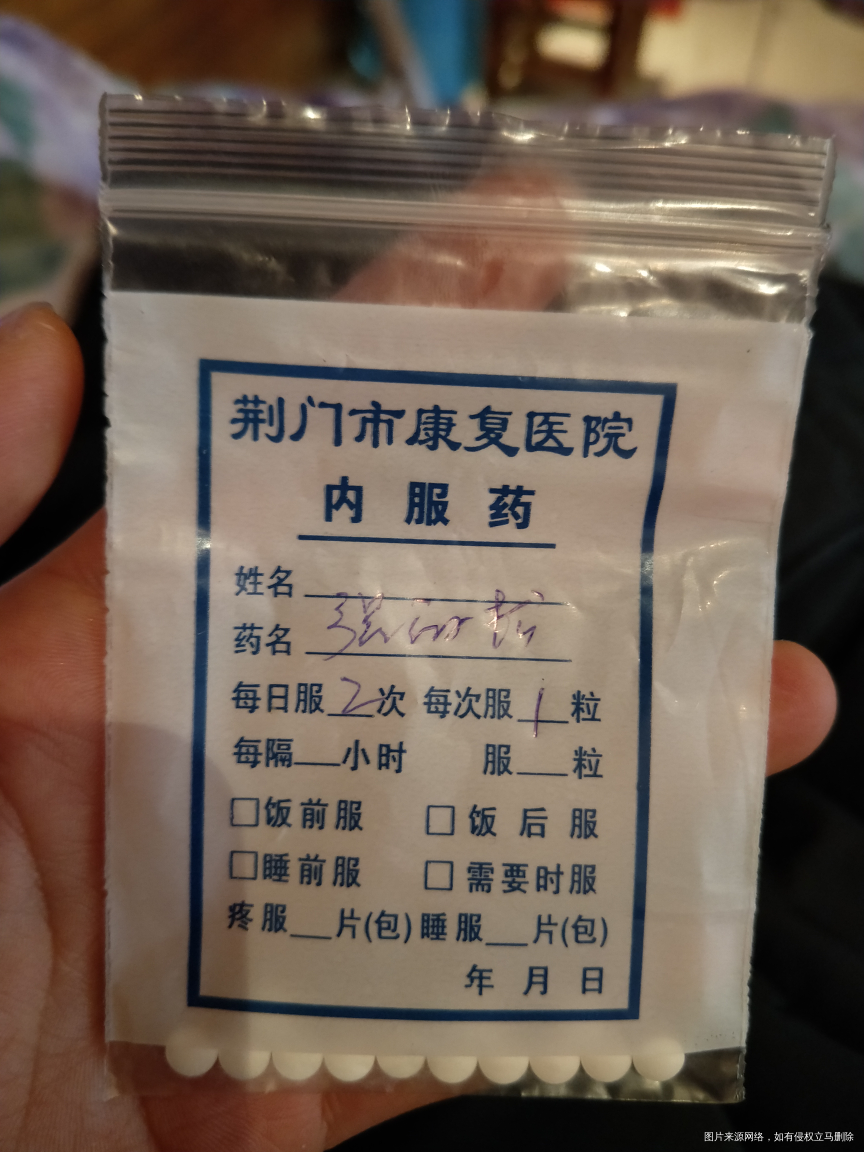 荆门市康复医院
内服药
姓名
药名
每日服2次 每次服1粒
每隔__小时 服__粒
□饭前服 □饭后服
□睡前服 □需要时服
疼服__片(包) 睡服__片(包)
年 月 日
图片来源网络，如有侵权立马删除